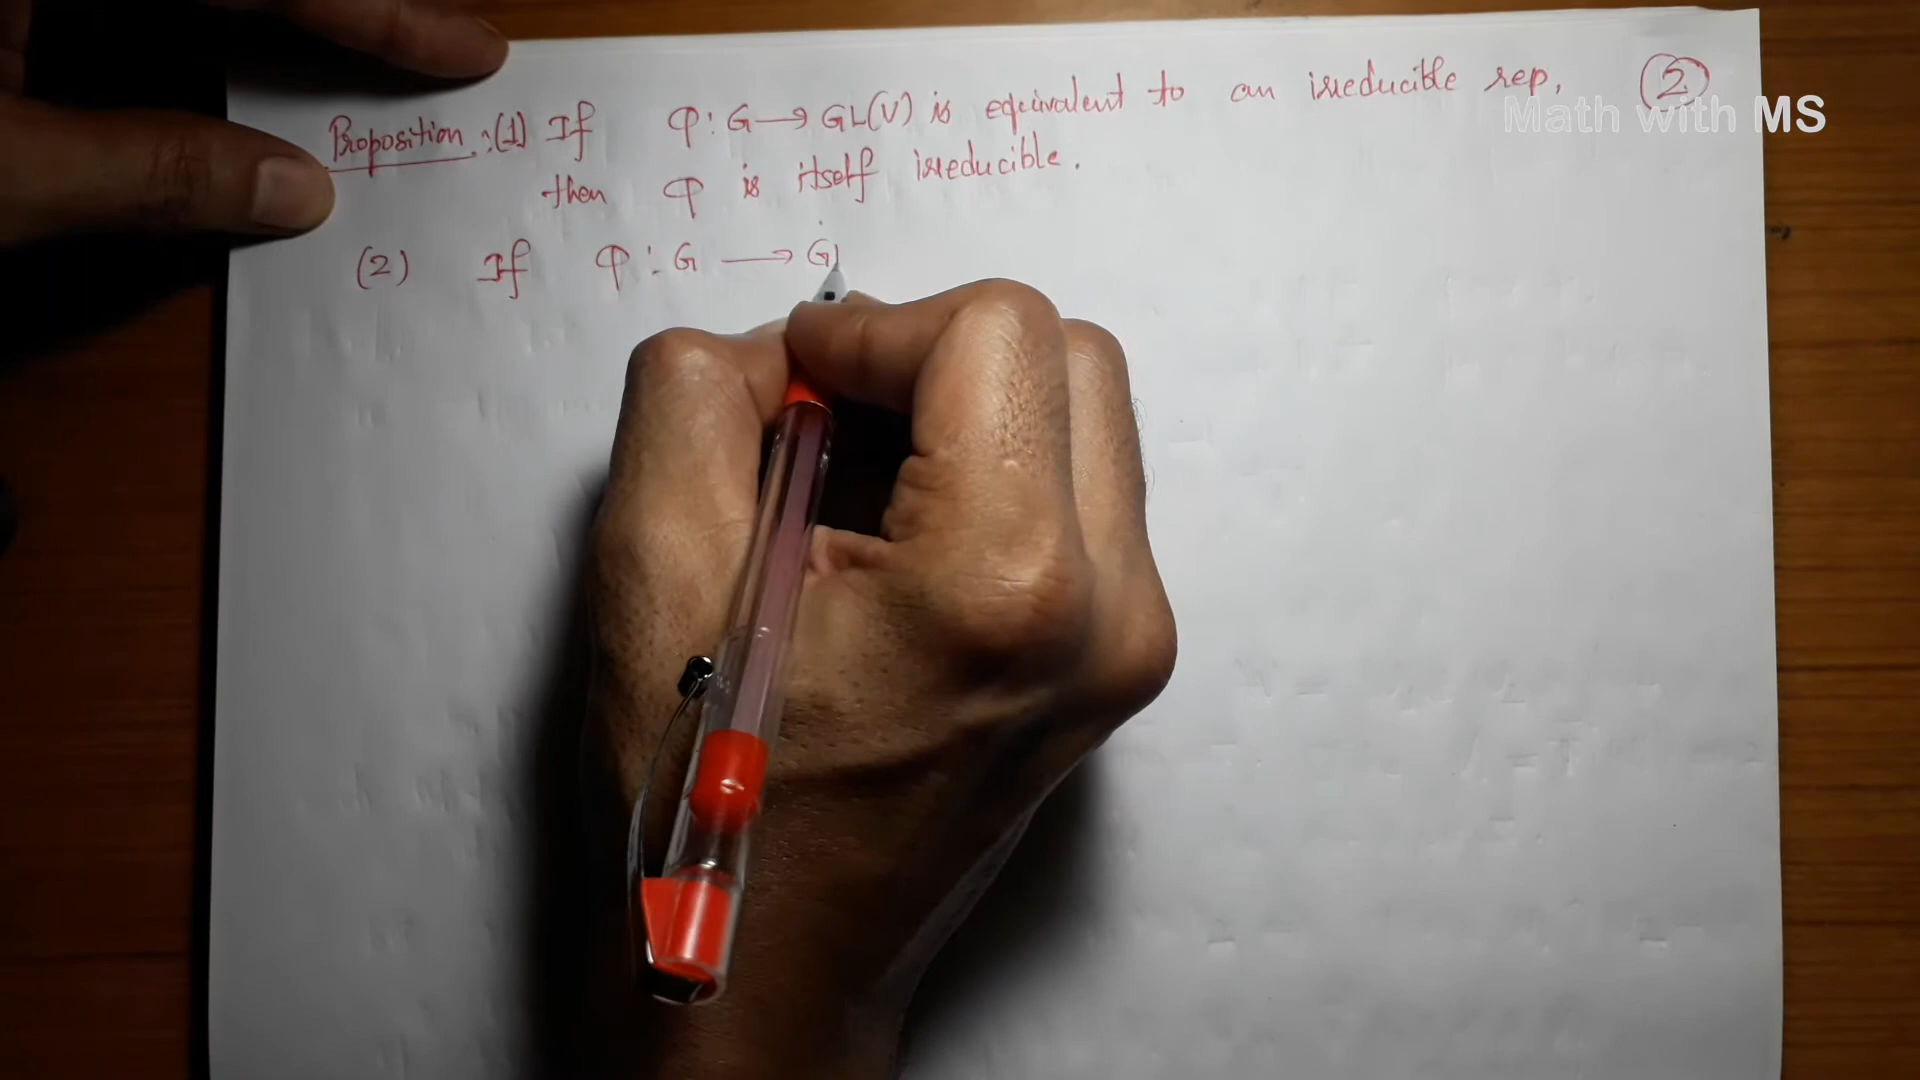 Proposition :(1) If φ : G → GL(V) is equivalent to an irreducible rep. (2)
Math with MS
then φ is itself irreducible.
(2) If φ : G → Gl